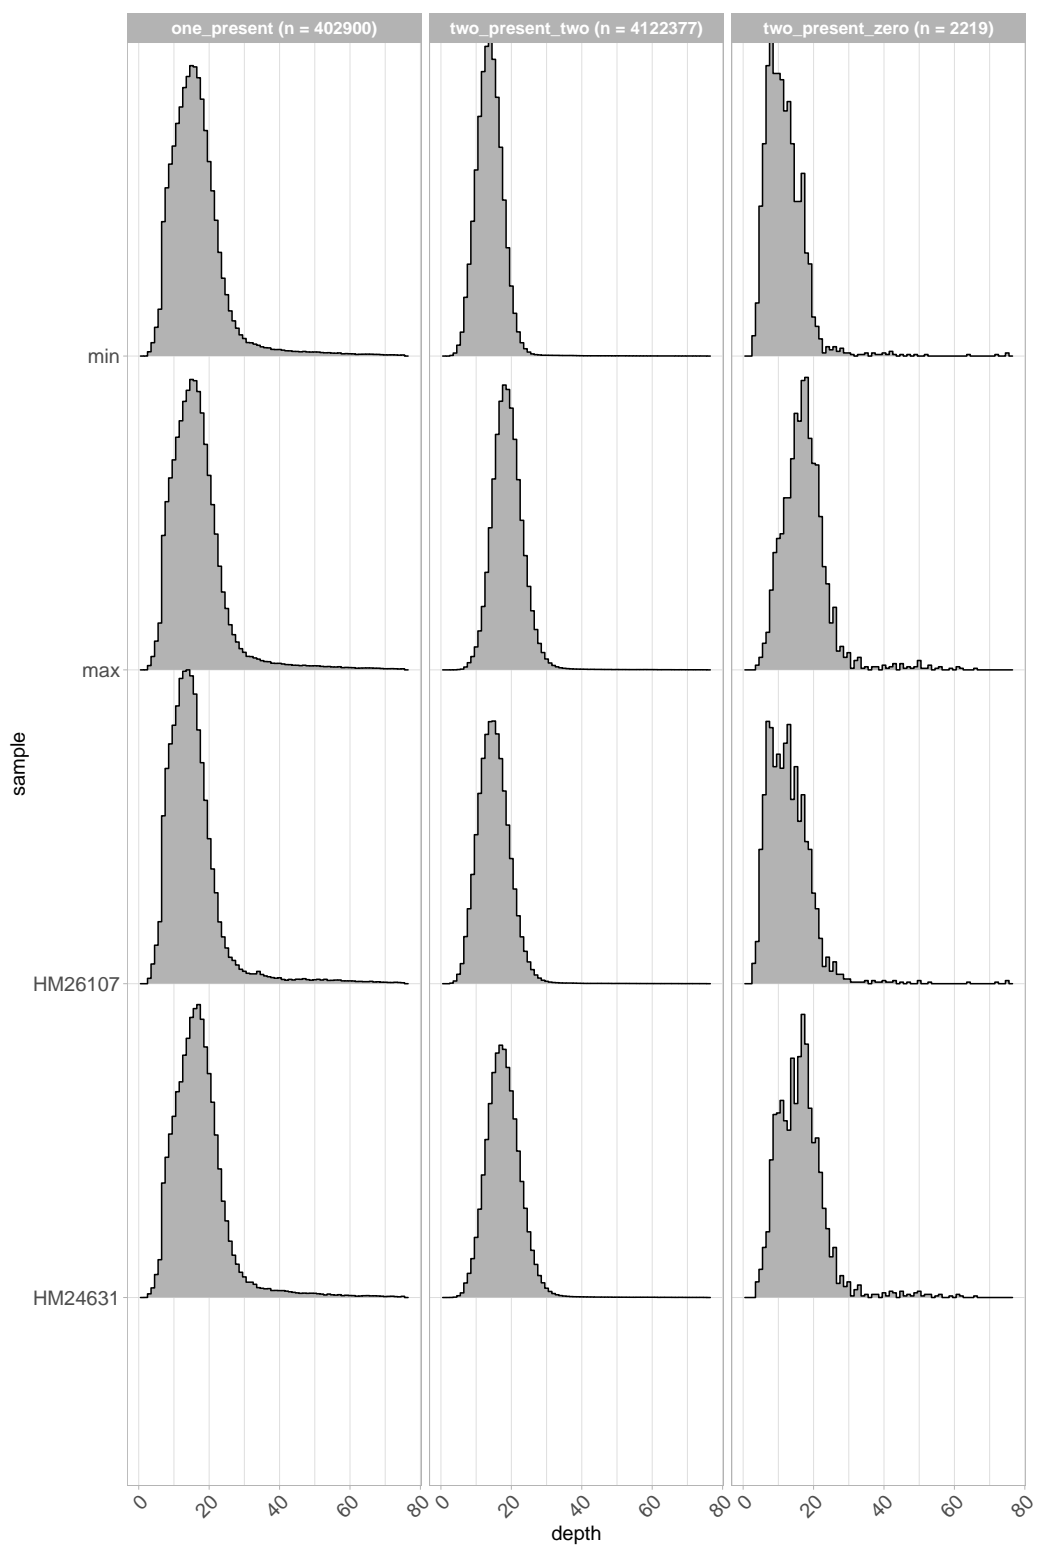 one_present (n = 402900)
two_present_two (n = 4122377)
two_present_zero (n = 2219)
min
max
HM26107
HM24631
sample
0 20 40 60 80 0 20 40 60 80 0 20 40 60 80
depth